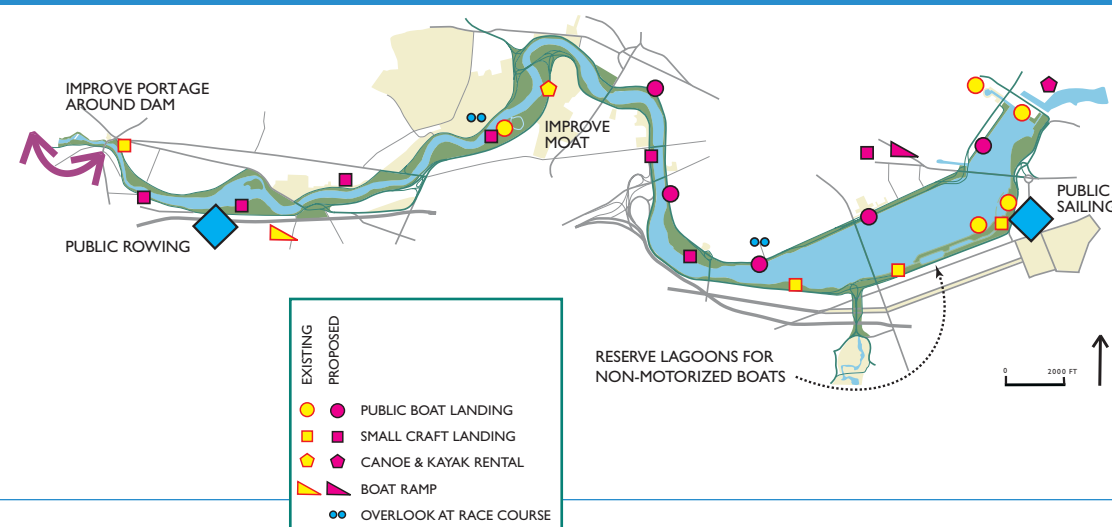 IMPROVE PORTAGE
AROUND DAM
IMPROVE
MOAT
PUBLIC
SAILING
PUBLIC ROWING
RESERVE LAGOONS FOR
NON-MOTORIZED BOATS
0 2000 FT
EXISTING
PROPOSED
PUBLIC BOAT LANDING
SMALL CRAFT LANDING
CANOE & KAYAK RENTAL
BOAT RAMP
OVERLOOK AT RACE COURSE